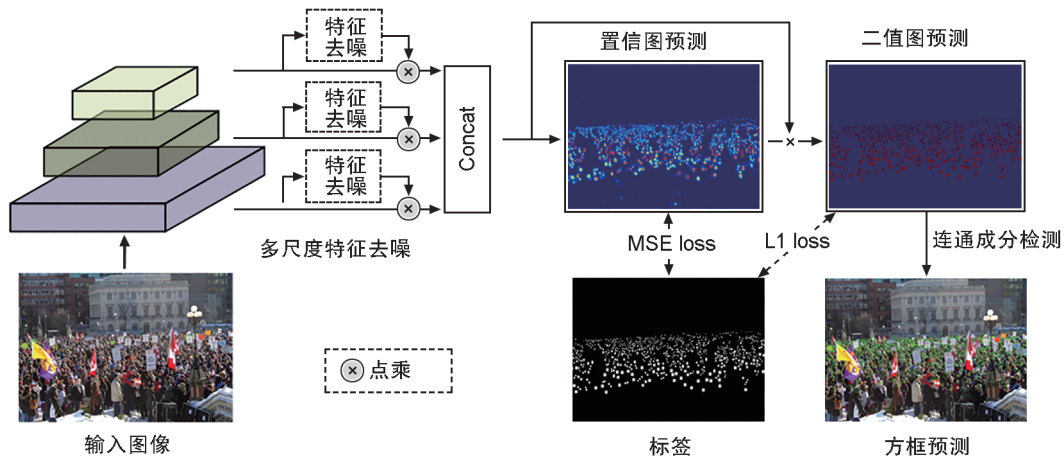 特征
去噪
特征
去噪
特征
去噪
多尺度特征去噪
Concat
置信图预测
二值图预测
MSE loss
L1 loss
连通成分检测
点乘
输入图像
标签
方框预测